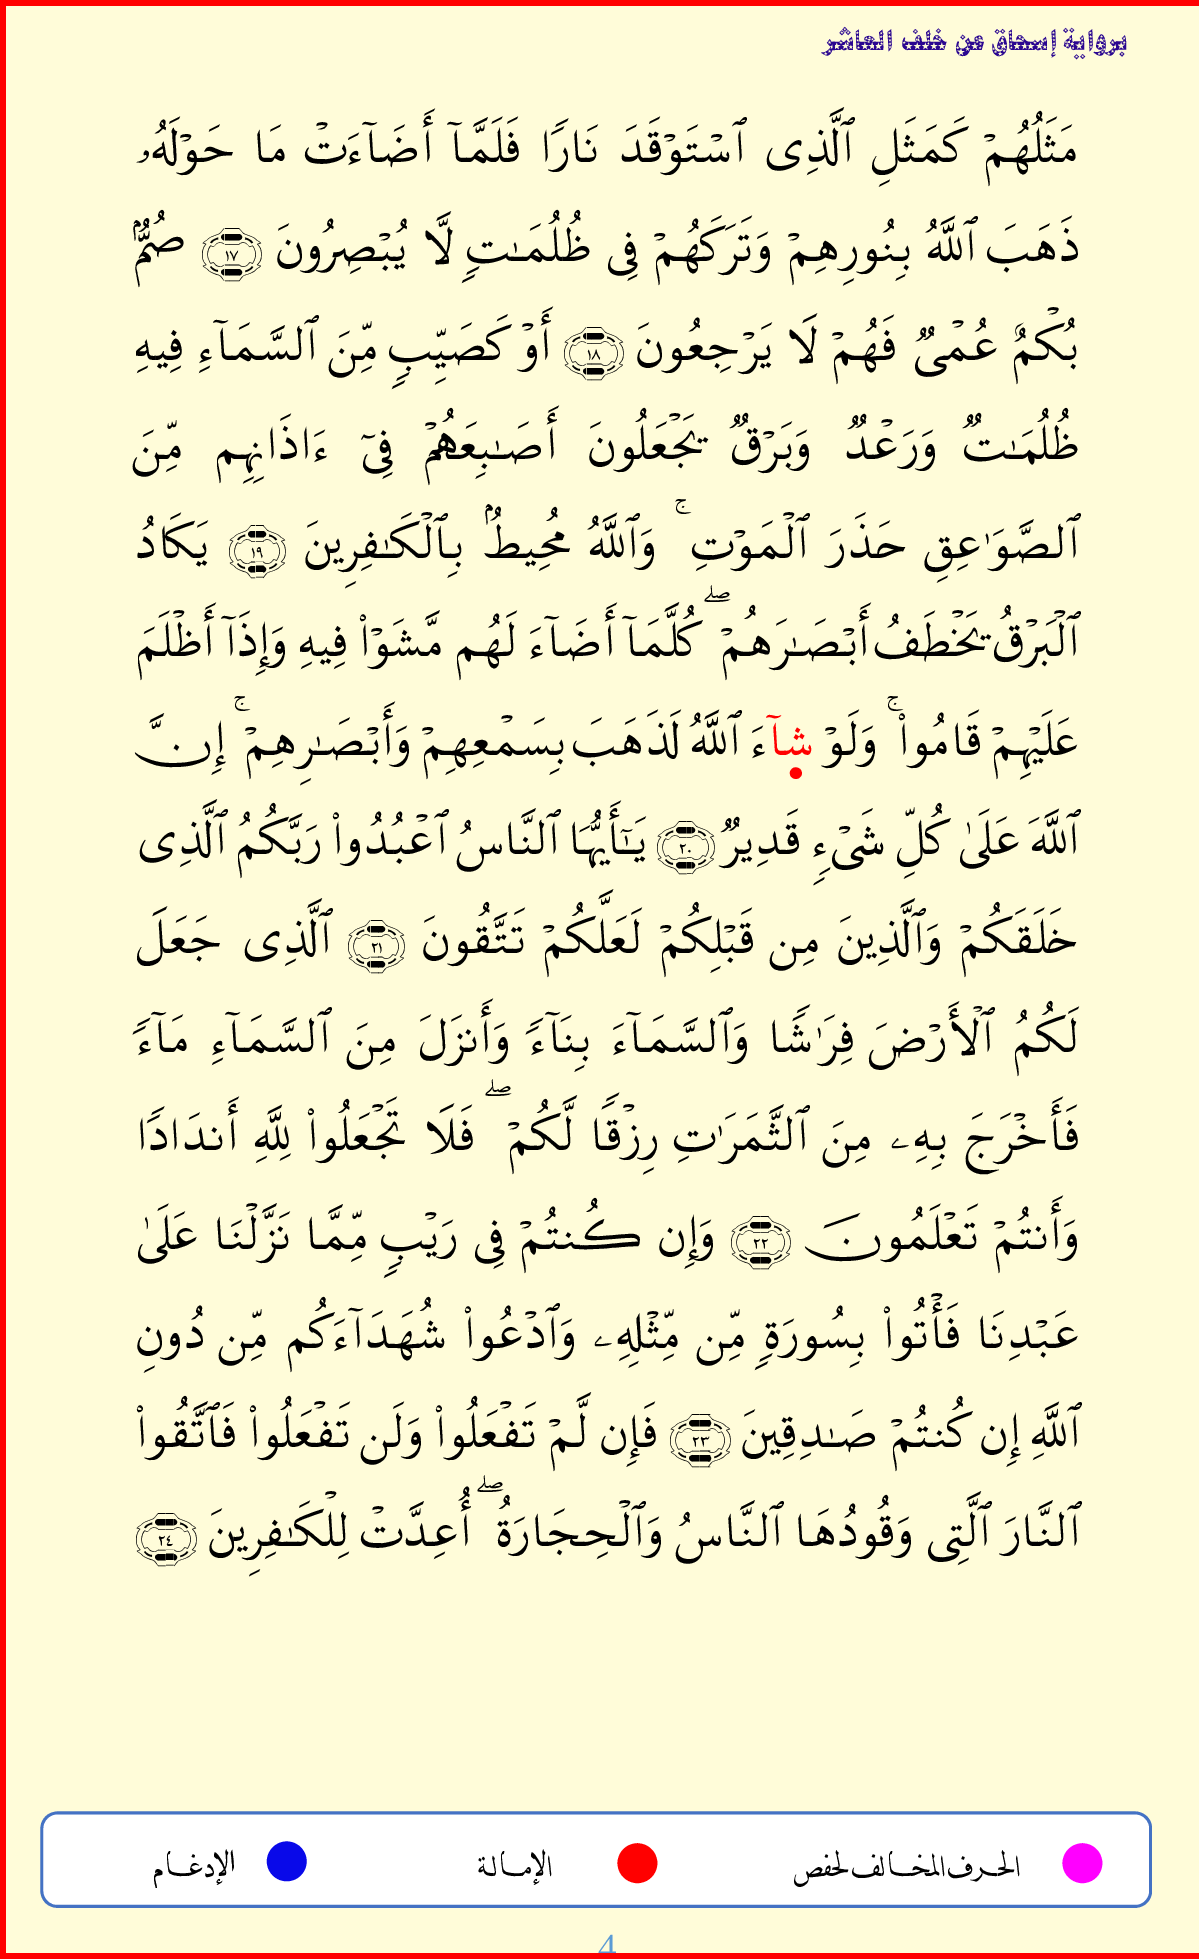 برواية إسحاق عن خلف العاشر
مَثَلُهُمۡ كَمَثَلِ ٱلَّذِى ٱسۡتَوۡقَدَ نَارٗا فَلَمَّآ أَضَآءَتۡ مَا حَوۡلَهُۥ
ذَهَبَ ٱللَّهُ بِنُورِهِمۡ وَتَرَكَهُمۡ فِى ظُلُمَٰتٖ لَّا يُبۡصِرُونَ ١٧ صُمُّۢ
بُكۡمٌ عُمۡىٞ فَهُمۡ لَا يَرۡجِعُونَ ١٨ أَوۡ كَصَيِّبٖ مِّنَ ٱلسَّمَآءِ فِيهِ
ظُلُمَٰتٞ وَرَعۡدٞ وَبَرۡقٞ يَجۡعَلُونَ أَصَٰبِعَهُمۡ فِىٓ ءَاذَانِهِم مِّنَ
ٱلصَّوَٰعِقِ حَذَرَ ٱلۡمَوۡتِۚ وَٱللَّهُ مُحِيطُۢ بِٱلۡكَٰفِرِينَ ١٩ يَكَادُ
ٱلۡبَرۡقُ يَخۡطَفُ أَبۡصَٰرَهُمۡۖ كُلَّمَآ أَضَآءَ لَهُم مَّشَوۡاْ فِيهِ وَإِذَآ أَظۡلَمَ
عَلَيۡهِمۡ قَامُواْۚ وَلَوۡ شَآءَ ٱللَّهُ لَذَهَبَ بِسَمۡعِهِمۡ وَأَبۡصَٰرِهِمۡۚ إِنَّ
ٱللَّهَ عَلَىٰ كُلِّ شَىۡءٖ قَدِيرٞ ٢٠ يَٰٓأَيُّهَا ٱلنَّاسُ ٱعۡبُدُواْ رَبَّكُمُ ٱلَّذِى
خَلَقَكُمۡ وَٱلَّذِينَ مِن قَبۡلِكُمۡ لَعَلَّكُمۡ تَتَّقُونَ ٢١ ٱلَّذِى جَعَلَ
لَكُمُ ٱلۡأَرۡضَ فِرَٰشٗا وَٱلسَّمَآءَ بِنَآءٗ وَأَنزَلَ مِنَ ٱلسَّمَآءِ مَآءٗ
فَأَخۡرَجَ بِهِۦ مِنَ ٱلثَّمَرَٰتِ رِزۡقٗا لَّكُمۡۖ فَلَا تَجۡعَلُواْ لِلَّهِ أَندَادٗا
وَأَنتُمۡ تَعۡلَمُونَ ٢٢ وَإِن كُنتُمۡ فِى رَيۡبٖ مِّمَّا نَزَّلۡنَا عَلَىٰ
عَبۡدِنَا فَأۡتُواْ بِسُورَةٖ مِّن مِّثۡلِهِۦ وَٱدۡعُواْ شُهَدَآءَكُم مِّن دُونِ
ٱللَّهِ إِن كُنتُمۡ صَٰدِقِينَ ٢٣ فَإِن لَّمۡ تَفۡعَلُواْ وَلَن تَفۡعَلُواْ فَٱتَّقُواْ
ٱلنَّارَ ٱلَّتِى وَقُودُهَا ٱلنَّاسُ وَٱلۡحِجَارَةُۖ أُعِدَّتۡ لِلۡكَٰفِرِينَ ٢٤
الحرف المخالف لحفص الإمالة الإدغام
4